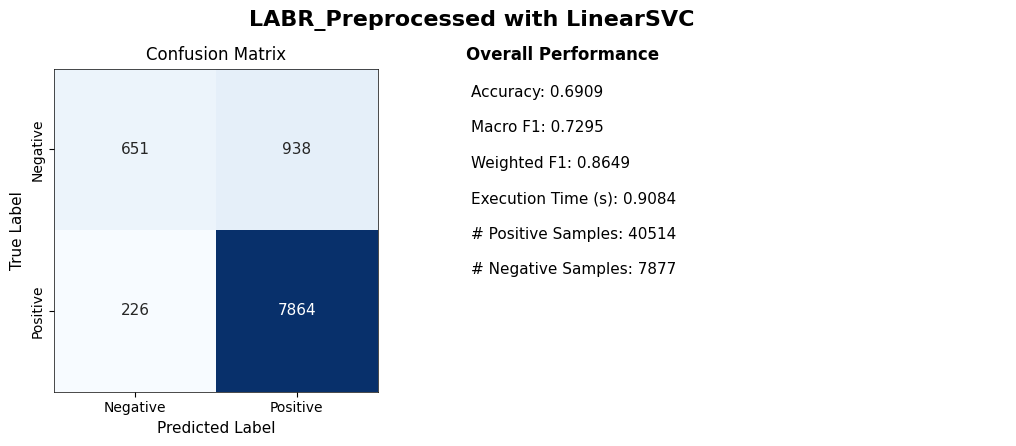 LABR_Preprocessed with LinearSVC
Confusion Matrix
True Label
Negative
Positive
651
938
226
7864
Negative
Positive
Predicted Label
Overall Performance
Accuracy: 0.6909
Macro F1: 0.7295
Weighted F1: 0.8649
Execution Time (s): 0.9084
# Positive Samples: 40514
# Negative Samples: 7877